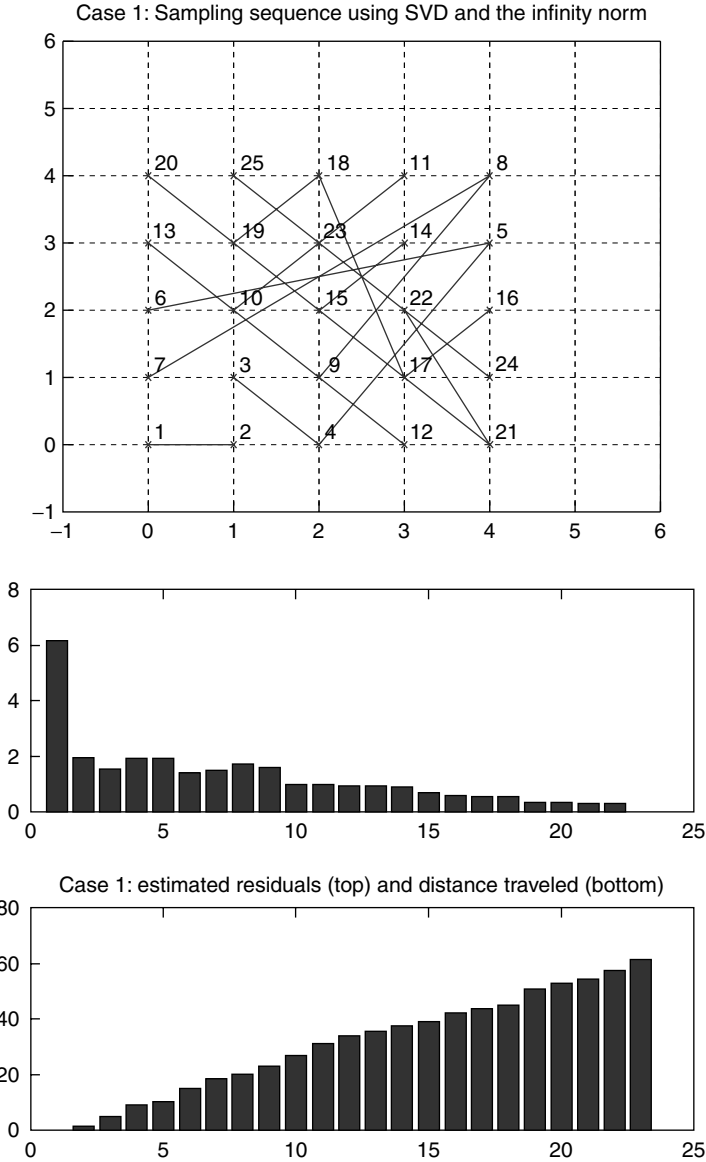 Case 1: Sampling sequence using SVD and the infinity norm
6
5
20 25 18 11 8
4
13 19 23 14 5
3
6 10 15 22 16
2
7 3 9 17 24
1
1 2 4 12 21
0
−1
−1 0 1 2 3 4 5 6
8
6
4
2
0
0 5 10 15 20 25
Case 1: estimated residuals (top) and distance traveled (bottom)
80
60
40
20
0
0 5 10 15 20 25